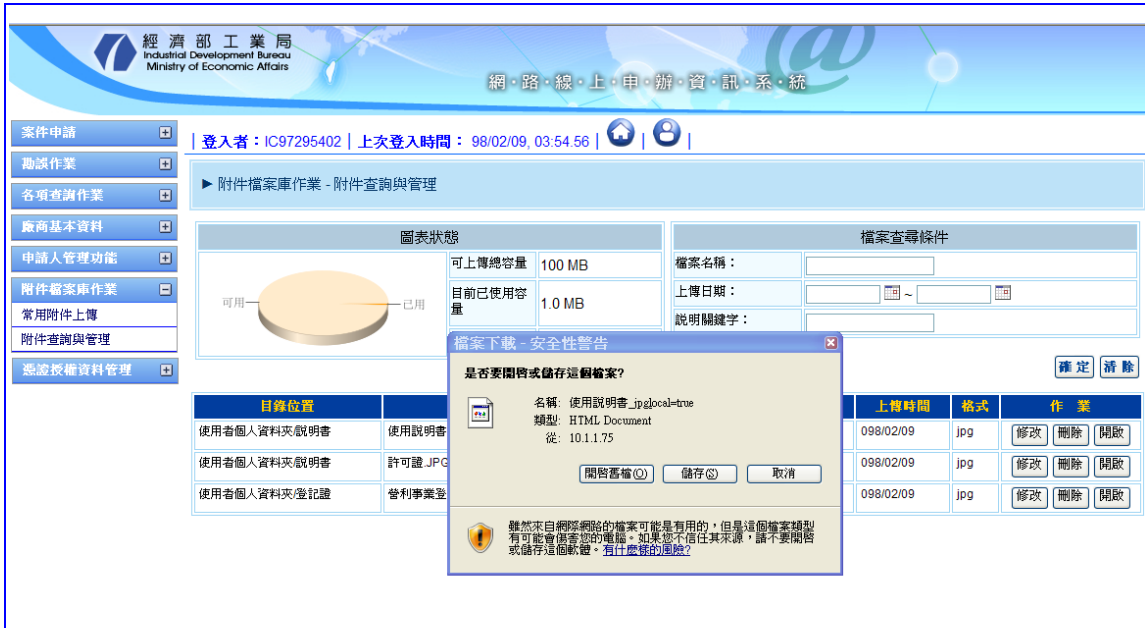 經濟部工業局
Industrial Development Bureau
Ministry of Economic Affairs
網‧路‧線‧上‧申‧辦‧資‧訊‧系‧統
案件申請
勘誤作業
各項查詢作業
廠商基本資料
申請人管理功能
附件檔案庫作業
常用附件上傳
附件查詢與管理
憑證授權資料管理
| 登入者：IC97295402 | 上次登入時間： 98/02/09, 03:54.56 | | |
► 附件檔案庫作業 - 附件查詢與管理
圖表狀態
可用
已用
可上傳總容量 100 MB
目前已使用容量 1.0 MB
檔案查尋條件
檔案名稱：
上傳日期： ~
說明關鍵字：
確定 清除
目錄位置 上傳時間 格式 作 業
使用者個人資料夾/說明書 使用說明書 098/02/09 jpg 修改 刪除 開啟
使用者個人資料夾/說明書 許可證.JPG 098/02/09 jpg 修改 刪除 開啟
使用者個人資料夾/登記證 營利事業登 098/02/09 jpg 修改 刪除 開啟
檔案下載 - 安全性警告
是否要開啓或儲存這個檔案?
名稱: 使用說明書_jpglocal=true
類型: HTML Document
從: 10.1.1.75
開啓舊檔(O) 儲存(S) 取消
雖然來自網際網路的檔案可能是有用的，但是這個檔案類型
有可能會傷害您的電腦。如果您不信任其來源，請不要開啓
或儲存這個軟體。有什麼樣的風險?